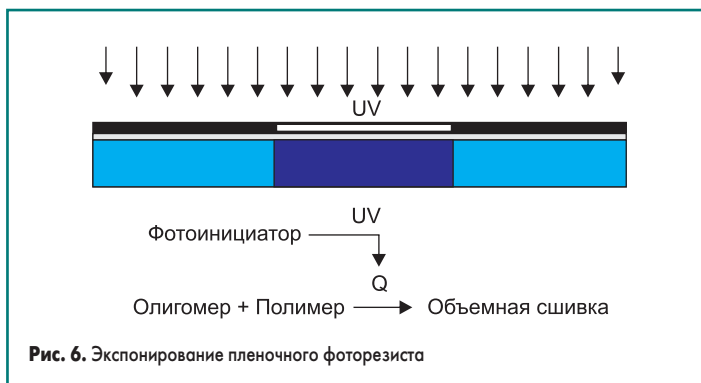 UV
UV
Фотоинициатор
Q
Олигомер + Полимер Объемная сшивка
Рис. 6. Экспонирование пленочного фоторезиста